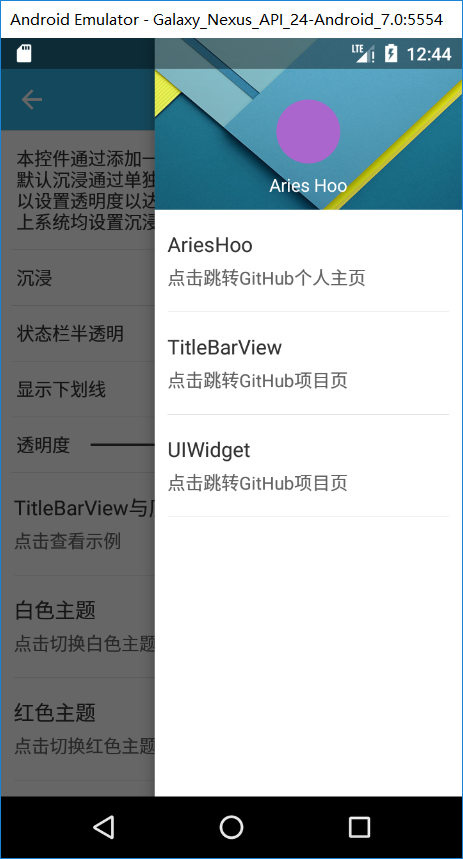 Android Emulator - Galaxy_Nexus_API_24-Android_7.0:5554
LTE 12:44
Aries Hoo
AriesHoo
点击跳转GitHub个人主页
TitleBarView
点击跳转GitHub项目页
UIWidget
点击跳转GitHub项目页
本控件通过添加一
默认沉浸通过单独
以设置透明度以达
上系统均设置沉浸
沉浸
状态栏半透明
显示下划线
透明度
TitleBarView与
点击查看示例
白色主题
点击切换白色主题
红色主题
点击切换红色主题